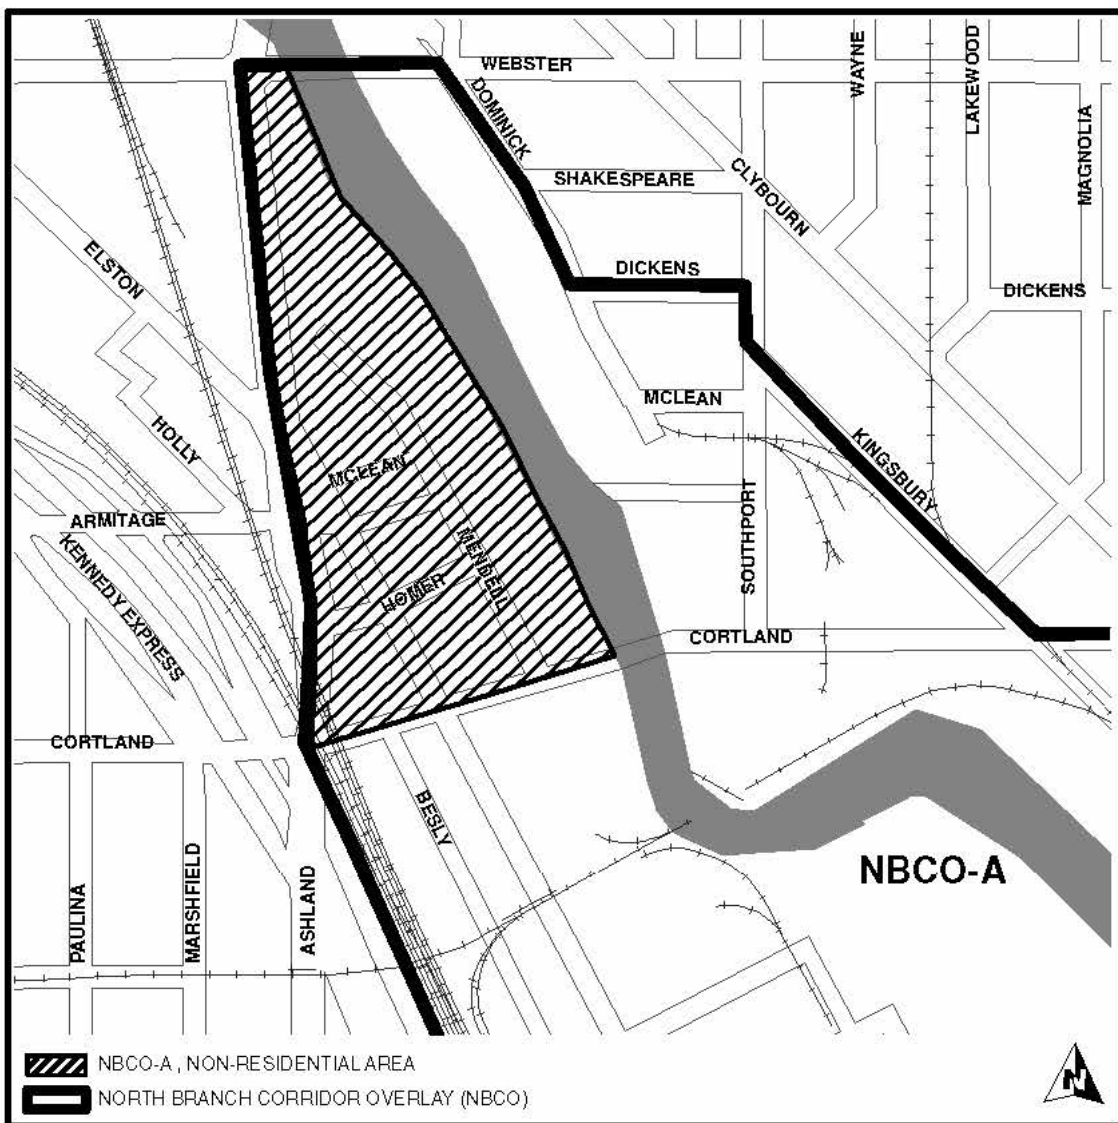 WEBSTER
DOMINICK
WAYNE
LAKEWOOD
MAGNOLIA
SHAKESPEARE
CLYBOURN
ELSTON
DICKENS
DICKENS
MCLEAN
HOLLY
MCLEAN
KINGSBURY
ARMITAGE
KENNEDY EXPRESS
MENDELL
HOMER
SOUTHPORT
CORTLAND
CORTLAND
BESLY
NBCO-A
PAULINA
MARSHFIELD
ASHLAND
NBCO-A, NON-RESIDENTIAL AREA
NORTH BRANCH CORRIDOR OVERLAY (NBCO)
N